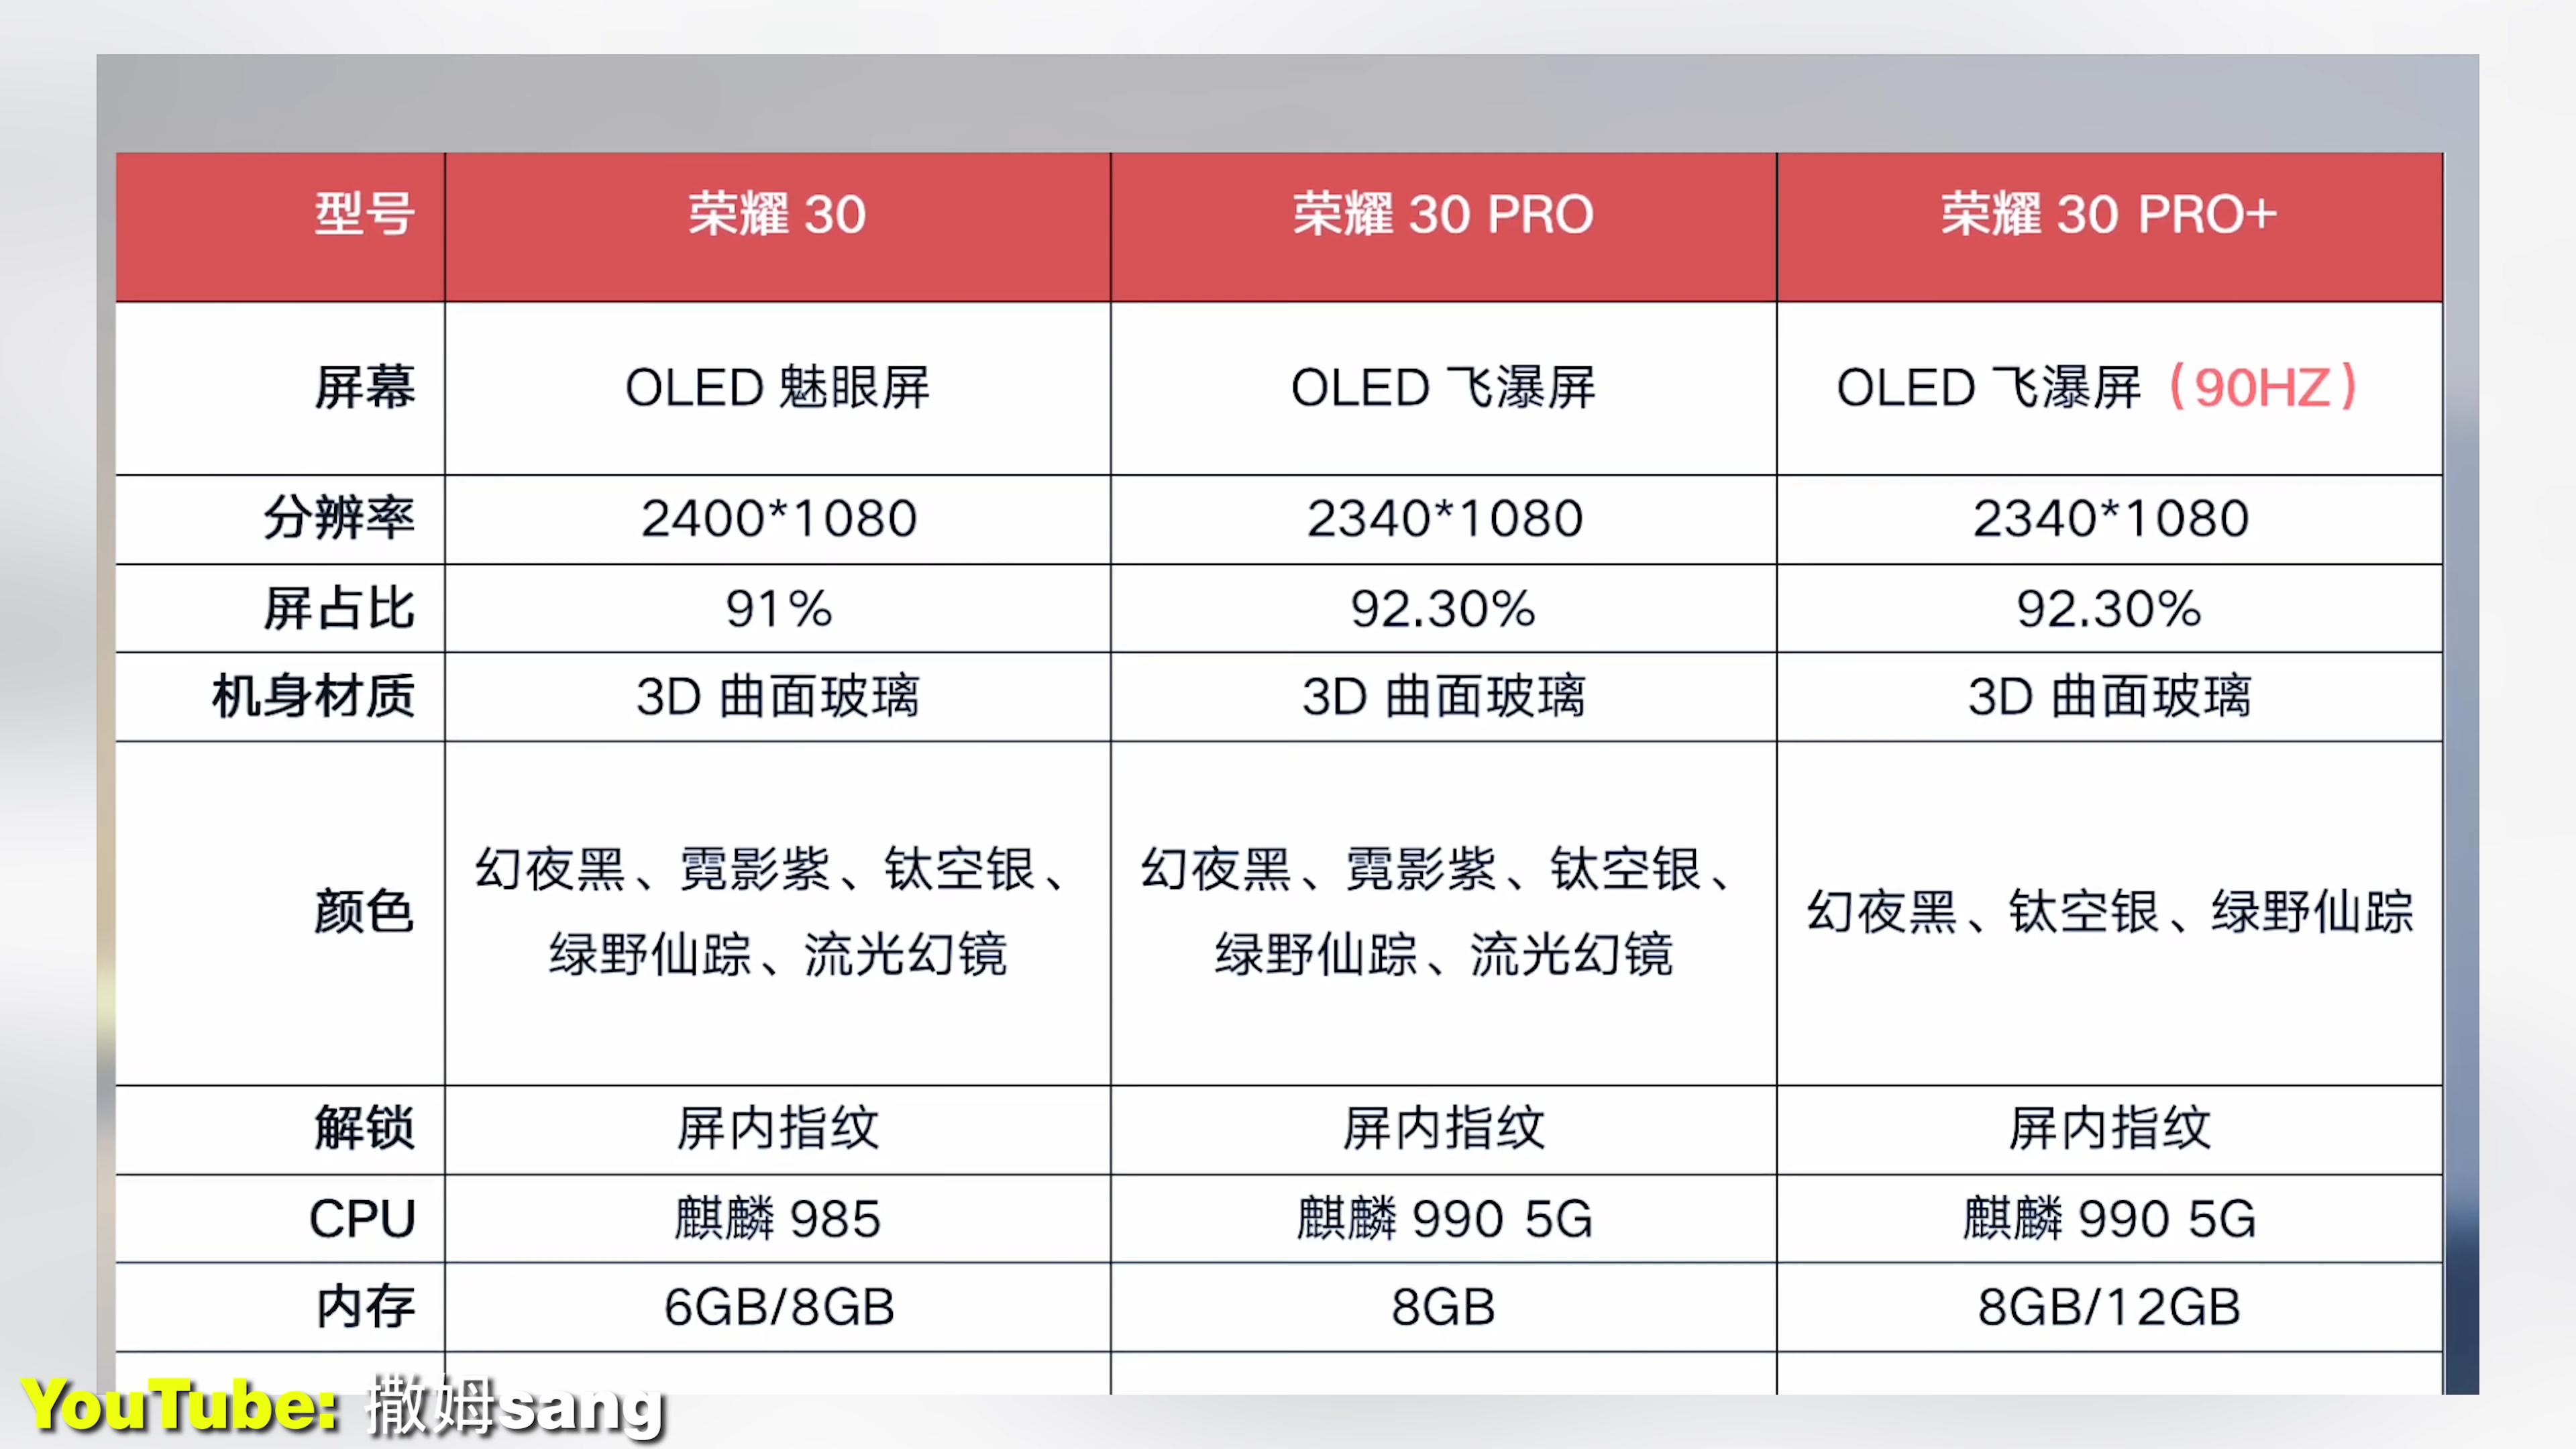 型号 荣耀 30 荣耀 30 PRO 荣耀 30 PRO+
屏幕 OLED 魅眼屏 OLED 飞瀑屏 OLED 飞瀑屏（90HZ）
分辨率 2400*1080 2340*1080 2340*1080
屏占比 91% 92.30% 92.30%
机身材质 3D 曲面玻璃 3D 曲面玻璃 3D 曲面玻璃
颜色 幻夜黑、霓影紫、钛空银、 幻夜黑、霓影紫、钛空银、 幻夜黑、钛空银、绿野仙踪
绿野仙踪、流光幻镜 绿野仙踪、流光幻镜
解锁 屏内指纹 屏内指纹 屏内指纹
CPU 麒麟 985 麒麟 990 5G 麒麟 990 5G
内存 6GB/8GB 8GB 8GB/12GB
YouTube: 撒姆sang